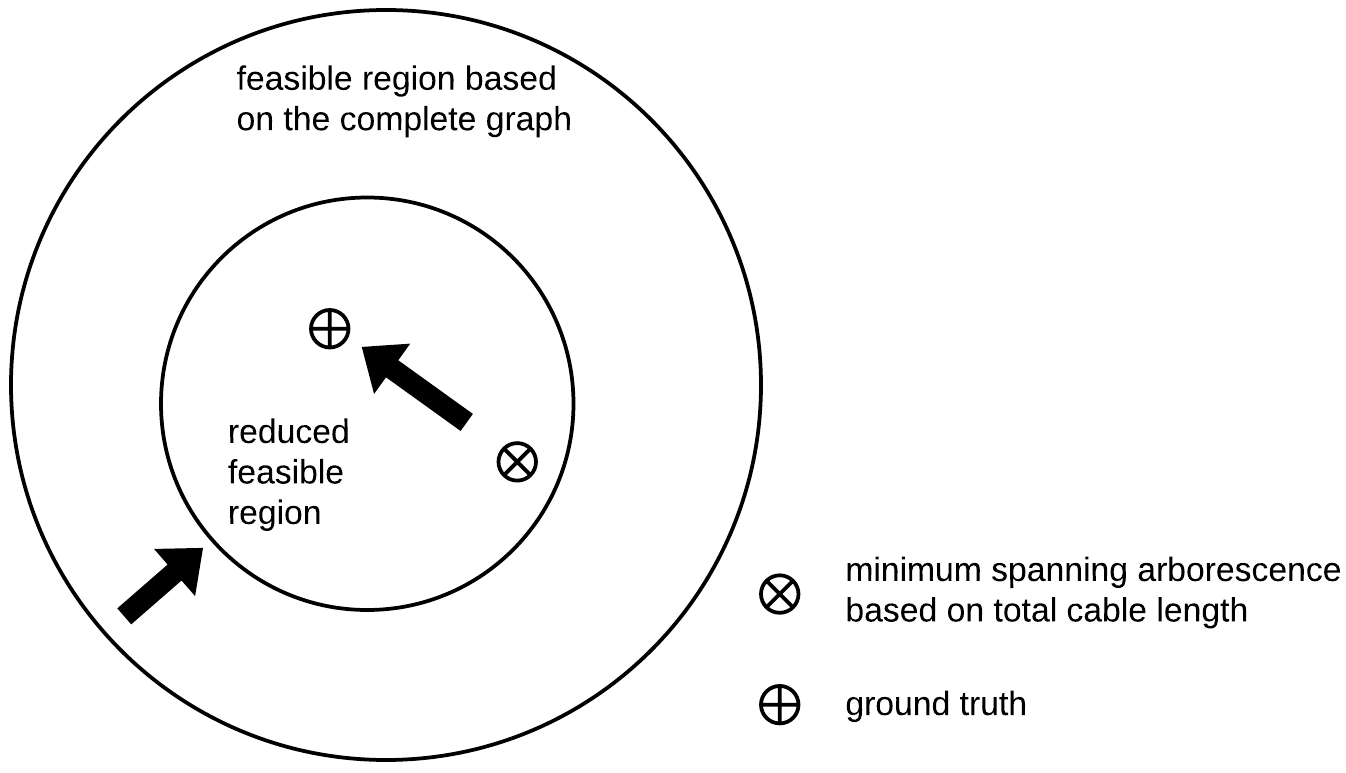 feasible region based
on the complete graph
reduced
feasible
region
minimum spanning arborescence
based on total cable length
ground truth